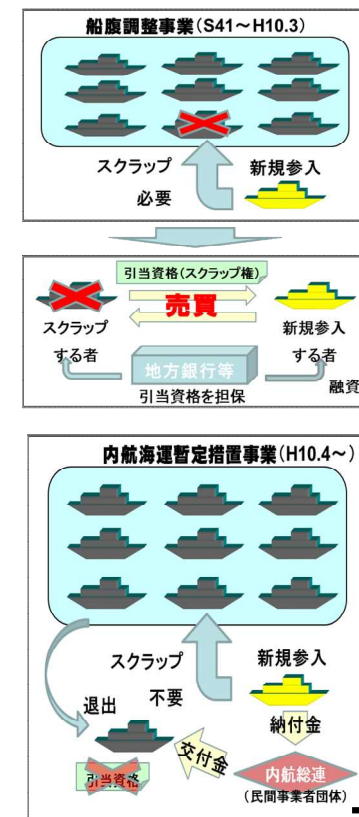 船腹調整事業(S41~H10.3)
スクラップ 新規参入
必要
引当資格(スクラップ権)
売買
スクラップ 新規参入
する者 する者
地方銀行等
融資
引当資格を担保
内航海運暫定措置事業(H10.4~)
スクラップ 新規参入
不要
退出
納付金
交付金
引当資格
内航総連
(民間事業者団体)